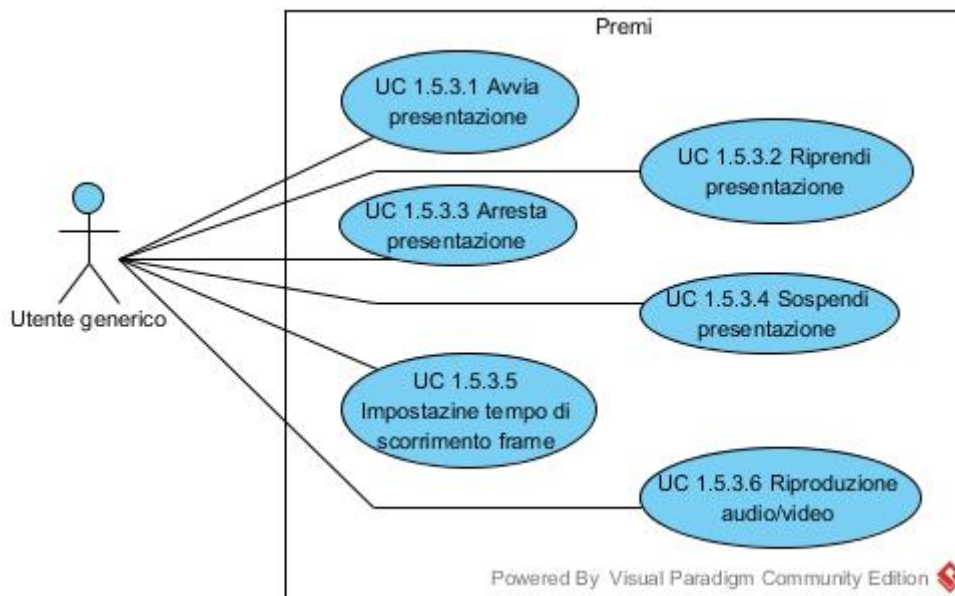 Premi
UC 1.5.3.1 Avvia
presentazione
UC 1.5.3.2 Riprendi
presentazione
UC 1.5.3.3 Arresta
presentazione
Utente generico
UC 1.5.3.4 Sospendi
presentazione
UC 1.5.3.5
Impostazine tempo di
scorrimento frame
UC 1.5.3.6 Riproduzione
audio/video
Powered By Visual Paradigm Community Edition